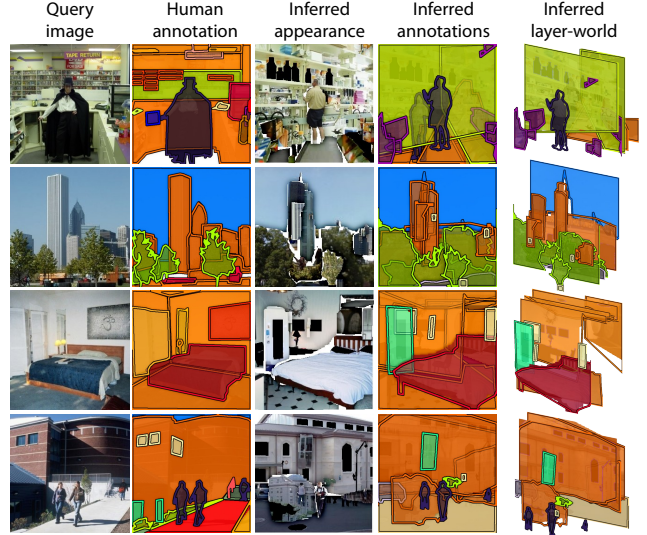 Query
image
Human
annotation
Inferred
appearance
Inferred
annotations
Inferred
layer-world
TAPE RETURN